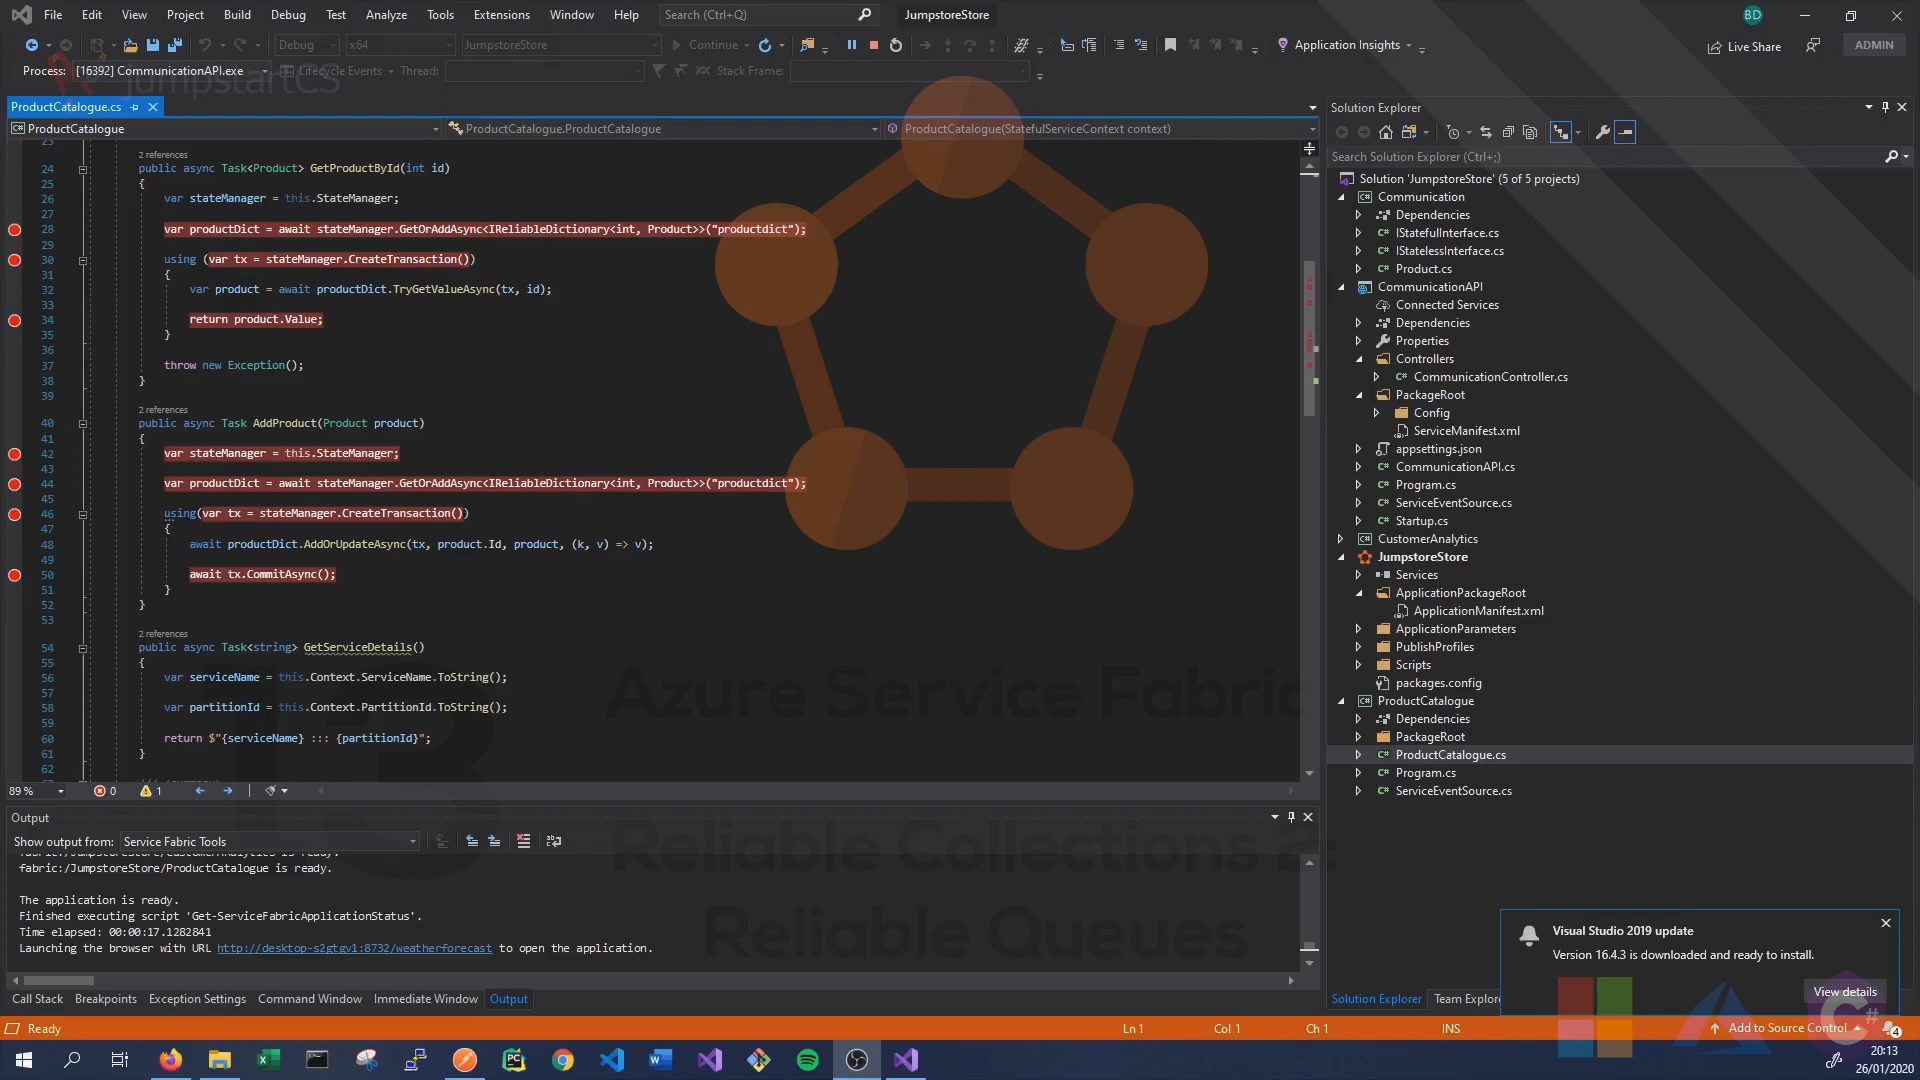 File Edit View Project Build Debug Test Analyze Tools Extensions Window Help Search (Ctrl+Q) JumpstoreStore BD
Debug x64 JumpstoreStore Continue Application Insights Live Share ADMIN
Process: [16392] CommunicationAPI.exe Lifecycle Events Thread: Stack Frame:
jumpstartCS
ProductCatalogue.cs
ProductCatalogue ProductCatalogue.ProductCatalogue ProductCatalogue(StatefulServiceContext context)
23
2 references
24 public async Task<Product> GetProductById(int id)
25 {
26 var stateManager = this.StateManager;
27
28 var productDict = await stateManager.GetOrAddAsync<IReliableDictionary<int, Product>>("productdict");
29
30 using (var tx = stateManager.CreateTransaction())
31 {
32 var product = await productDict.TryGetValueAsync(tx, id);
33
34 return product.Value;
35 }
36
37 throw new Exception();
38 }
39
2 references
40 public async Task AddProduct(Product product)
41 {
42 var stateManager = this.StateManager;
43
44 var productDict = await stateManager.GetOrAddAsync<IReliableDictionary<int, Product>>("productdict");
45
46 using(var tx = stateManager.CreateTransaction())
47 {
48 await productDict.AddOrUpdateAsync(tx, product.Id, product, (k, v) => v);
49
50 await tx.CommitAsync();
51 }
52 }
53
2 references
54 public async Task<string> GetServiceDetails()
55 {
56 var serviceName = this.Context.ServiceName.ToString();
57
58 var partitionId = this.Context.PartitionId.ToString();
59
60 return $"{serviceName} ::: {partitionId}";
61 }
62
13
Azure Service Fabric
Reliable Collections 2:
Reliable Queues
89 % 0 1
Output
Show output from: Service Fabric Tools
fabric:/JumpstoreStore/CustomerAnalytics is ready.
fabric:/JumpstoreStore/ProductCatalogue is ready.
The application is ready.
Finished executing script 'Get-ServiceFabricApplicationStatus'.
Time elapsed: 00:00:17.1282841
Launching the browser with URL http://desktop-s2gtgv1:8732/weatherforecast to open the application.
Call Stack Breakpoints Exception Settings Command Window Immediate Window Output
Solution Explorer
Search Solution Explorer (Ctrl+;)
Solution 'JumpstoreStore' (5 of 5 projects)
Communication
Dependencies
IStatefulInterface.cs
IStatelessInterface.cs
Product.cs
CommunicationAPI
Connected Services
Dependencies
Properties
Controllers
CommunicationController.cs
PackageRoot
Config
ServiceManifest.xml
appsettings.json
CommunicationAPI.cs
Program.cs
ServiceEventSource.cs
Startup.cs
CustomerAnalytics
JumpstoreStore
Services
ApplicationPackageRoot
ApplicationManifest.xml
ApplicationParameters
PublishProfiles
Scripts
packages.config
ProductCatalogue
Dependencies
PackageRoot
ProductCatalogue.cs
Program.cs
ServiceEventSource.cs
Visual Studio 2019 update
Version 16.4.3 is downloaded and ready to install.
View details
Solution Explorer Team Explore
Ready Ln 1 Col 1 Ch 1 INS Add to Source Control 4
20:13
26/01/2020